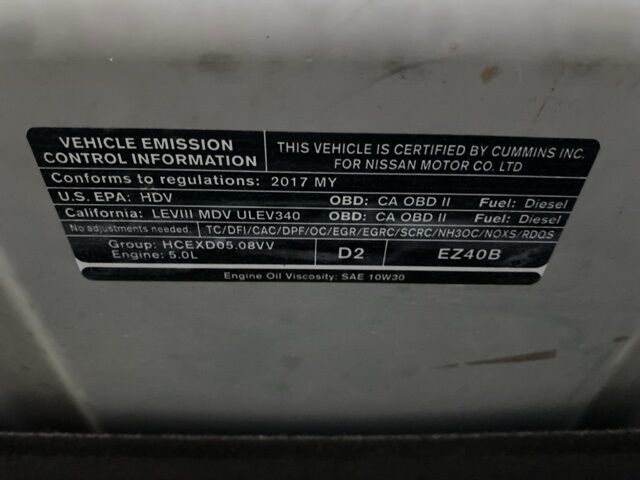 VEHICLE EMISSION CONTROL INFORMATION
THIS VEHICLE IS CERTIFIED BY CUMMINS INC. FOR NISSAN MOTOR CO. LTD
Conforms to regulations: 2017 MY
U.S. EPA: HDV OBD: CA OBD II Fuel: Diesel
California: LEVIII MDV ULEV340 OBD: CA OBD II Fuel: Diesel
No adjustments needed. TC/DFI/CAC/DPF/OC/EGR/EGRC/SCRC/NH3OC/NOXS/RDQS
Group: HCEXD05.08VV
Engine: 5.0L
D2
EZ40B
Engine Oil Viscosity: SAE 10W30